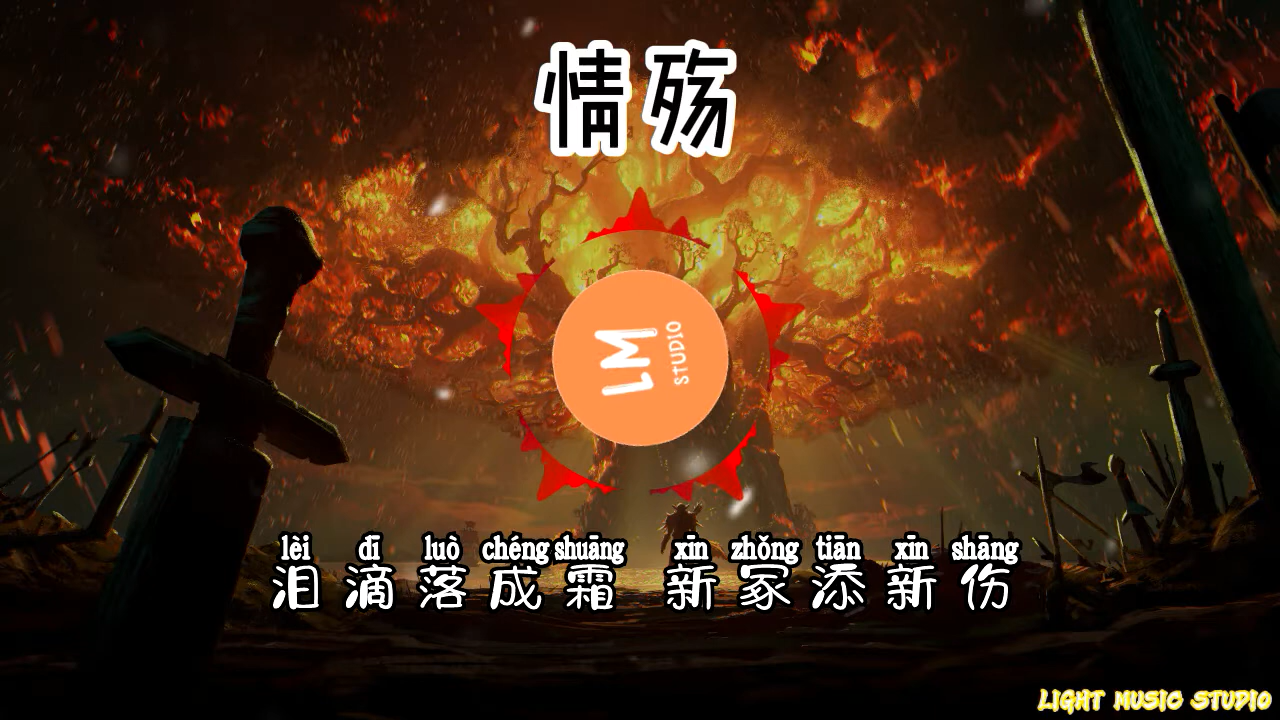 情殇
LM
STUDIO
lèi dī luò chéng shuāng xīn zhǒng tiān xīn shāng
泪滴落成霜 新冢添新伤
LIGHT MUSIC STUDIO